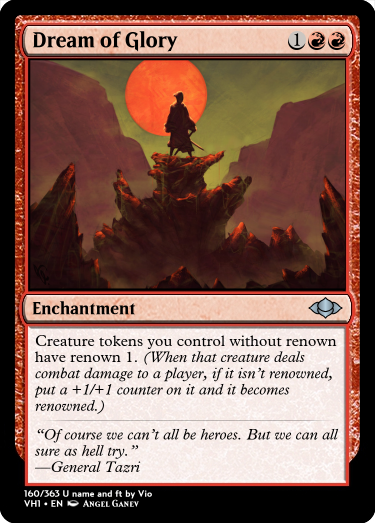 Dream of Glory 1
Enchantment
Creature tokens you control without renown
have renown 1. (When that creature deals
combat damage to a player, if it isn't renowned,
put a +1/+1 counter on it and it becomes
renowned.)
“Of course we can't all be heroes. But we can all
sure as hell try.”
—General Tazri
160/363 U name and ft by Vio
VH1 • EN Angel Ganev